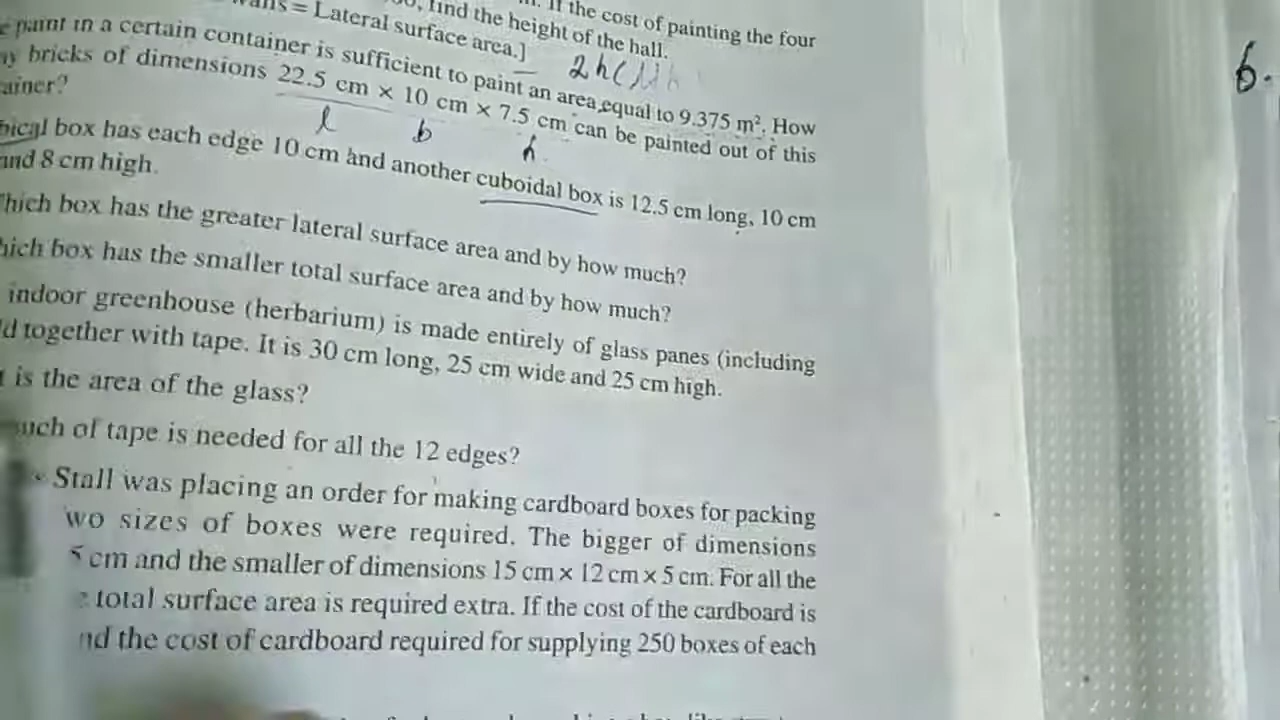 If the cost of painting the four
= Lateral surface area.] find the height of the hall.
paint in a certain container is sufficient to paint an area equal to 9.375 m². How
bricks of dimensions 22.5 cm × 10 cm × 7.5 cm can be painted out of this
ainer?
l b h
bical box has each edge 10 cm and another cuboidal box is 12.5 cm long, 10 cm
and 8 cm high.
hich box has the greater lateral surface area and by how much?
hich box has the smaller total surface area and by how much?
indoor greenhouse (herbarium) is made entirely of glass panes (including
d together with tape. It is 30 cm long, 25 cm wide and 25 cm high.
is the area of the glass?
uch of tape is needed for all the 12 edges?
Stall was placing an order for making cardboard boxes for packing
wo sizes of boxes were required. The bigger of dimensions
5 cm and the smaller of dimensions 15 cm × 12 cm × 5 cm. For all the
total surface area is required extra. If the cost of the cardboard is
nd the cost of cardboard required for supplying 250 boxes of each
6.